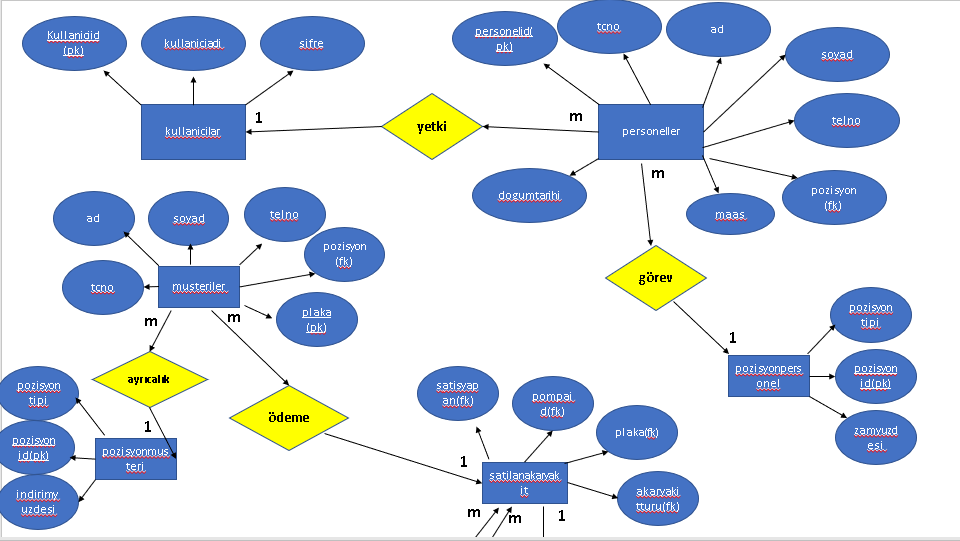 Kullanicid
(pk)
kullaniciadi
sifre
kullanicilar
1
yetki
m
personelid(
pk)
tcno
ad
soyad
telno
pozisyon
(fk)
maas
dogumtarihi
personeller
m
görev
1
pozisyonpers
onel
pozisyon
tipi
pozisyon
id(pk)
zamyuzd
esi
ad
soyad
telno
pozisyon
(fk)
plaka
(pk)
tcno
musteriler
m
m
ayrıcalık
ödeme
1
pozisyonmus
teri
pozisyon
tipi
pozisyon
id(pk)
indirimy
uzdesi
satisyap
an(fk)
pompai
d(fk)
plaka(fk)
akaryaki
tturu(fk)
1
satilanakaryak
it
m
m
1